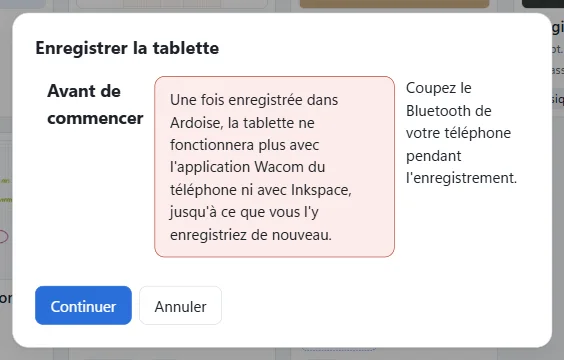 Enregistrer la tablette
Avant de
commencer
Une fois enregistrée dans
Ardoise, la tablette ne
fonctionnera plus avec
l'application Wacom du
téléphone ni avec Inkspace,
jusqu'à ce que vous l'y
enregistriez de nouveau.
Coupez le
Bluetooth de
votre téléphone
pendant
l'enregistrement.
Continuer
Annuler